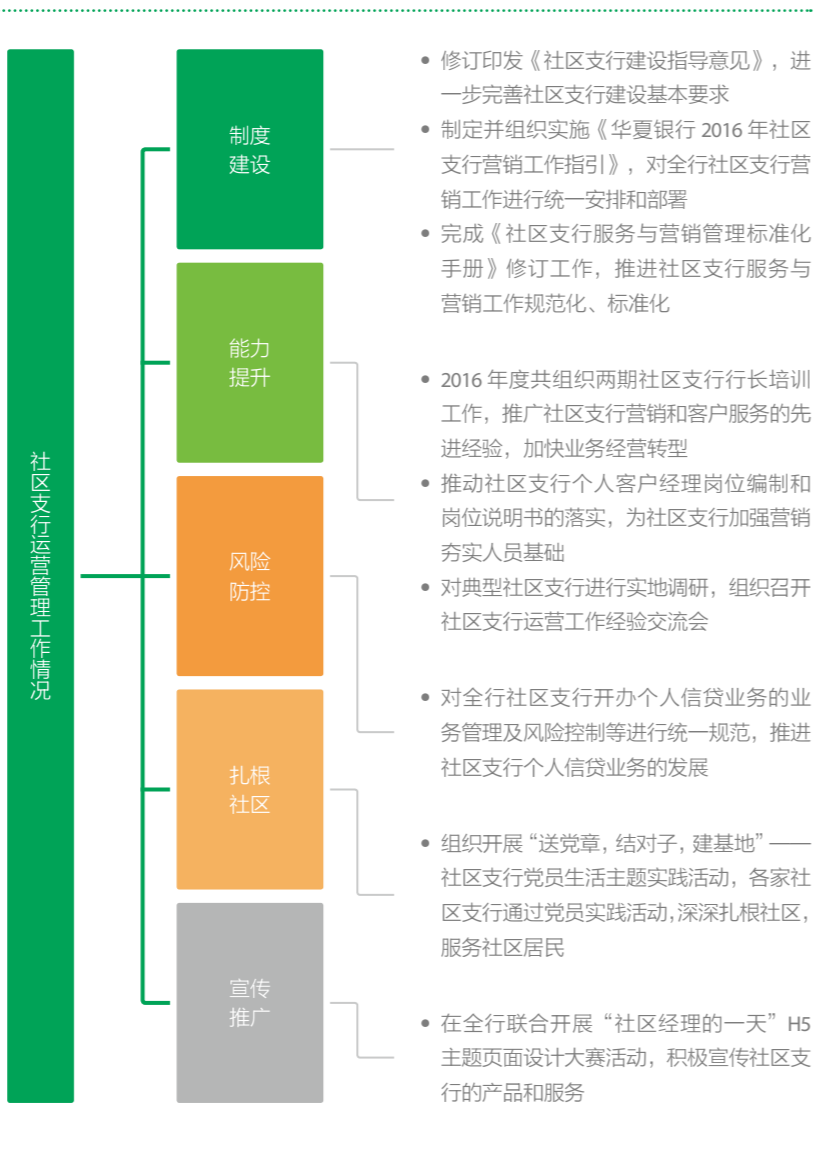 社区支行运营管理工作情况
制度
建设
• 修订印发《社区支行建设指导意见》，进
一步完善社区支行建设基本要求
• 制定并组织实施《华夏银行 2016 年社区
支行营销工作指引》，对全行社区支行营
销工作进行统一安排和部署
• 完成《社区支行服务与营销管理标准化
手册》修订工作，推进社区支行服务与
营销工作规范化、标准化
能力
提升
• 2016 年度共组织两期社区支行行长培训
工作，推广社区支行营销和客户服务的先
进经验，加快业务经营转型
• 推动社区支行个人客户经理岗位编制和
岗位说明书的落实，为社区支行加强营销
夯实人员基础
• 对典型社区支行进行实地调研，组织召开
社区支行运营工作经验交流会
风险
防控
• 对全行社区支行开办个人信贷业务的业
务管理及风险控制等进行统一规范，推进
社区支行个人信贷业务的发展
扎根
社区
• 组织开展“送党章，结对子，建基地”——
社区支行党员生活主题实践活动，各家社
区支行通过党员实践活动，深深扎根社区，
服务社区居民
宣传
推广
• 在全行联合开展“社区经理的一天”H5
主题页面设计大赛活动，积极宣传社区支
行的产品和服务